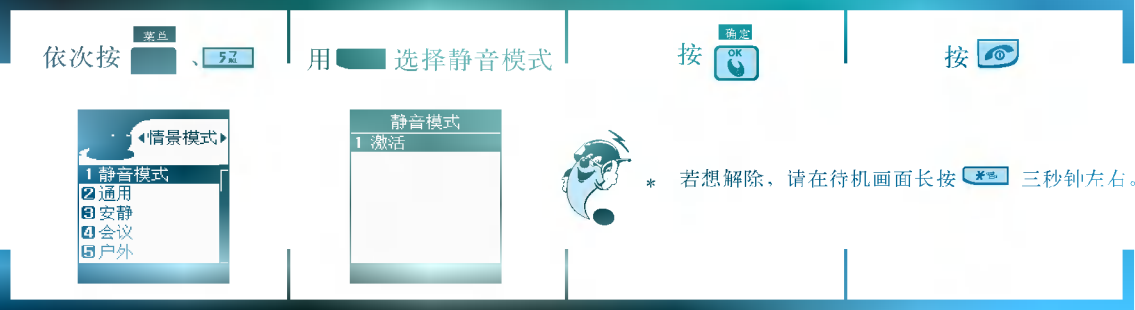 菜单
依次按 、5
用 选择静音模式
确定
按 OK
按
情景模式
1 静音模式
2 通用
3 安静
4 会议
5 户外
静音模式
1 激活
* 若想解除，请在待机画面长按 * 三秒钟左右。